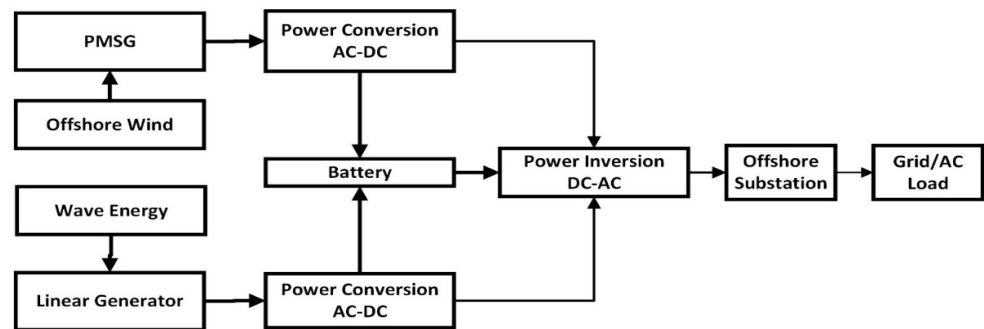 PMSG
Power Conversion
AC-DC
Offshore Wind
Battery
Power Inversion
DC-AC
Offshore
Substation
Grid/AC
Load
Wave Energy
Linear Generator
Power Conversion
AC-DC